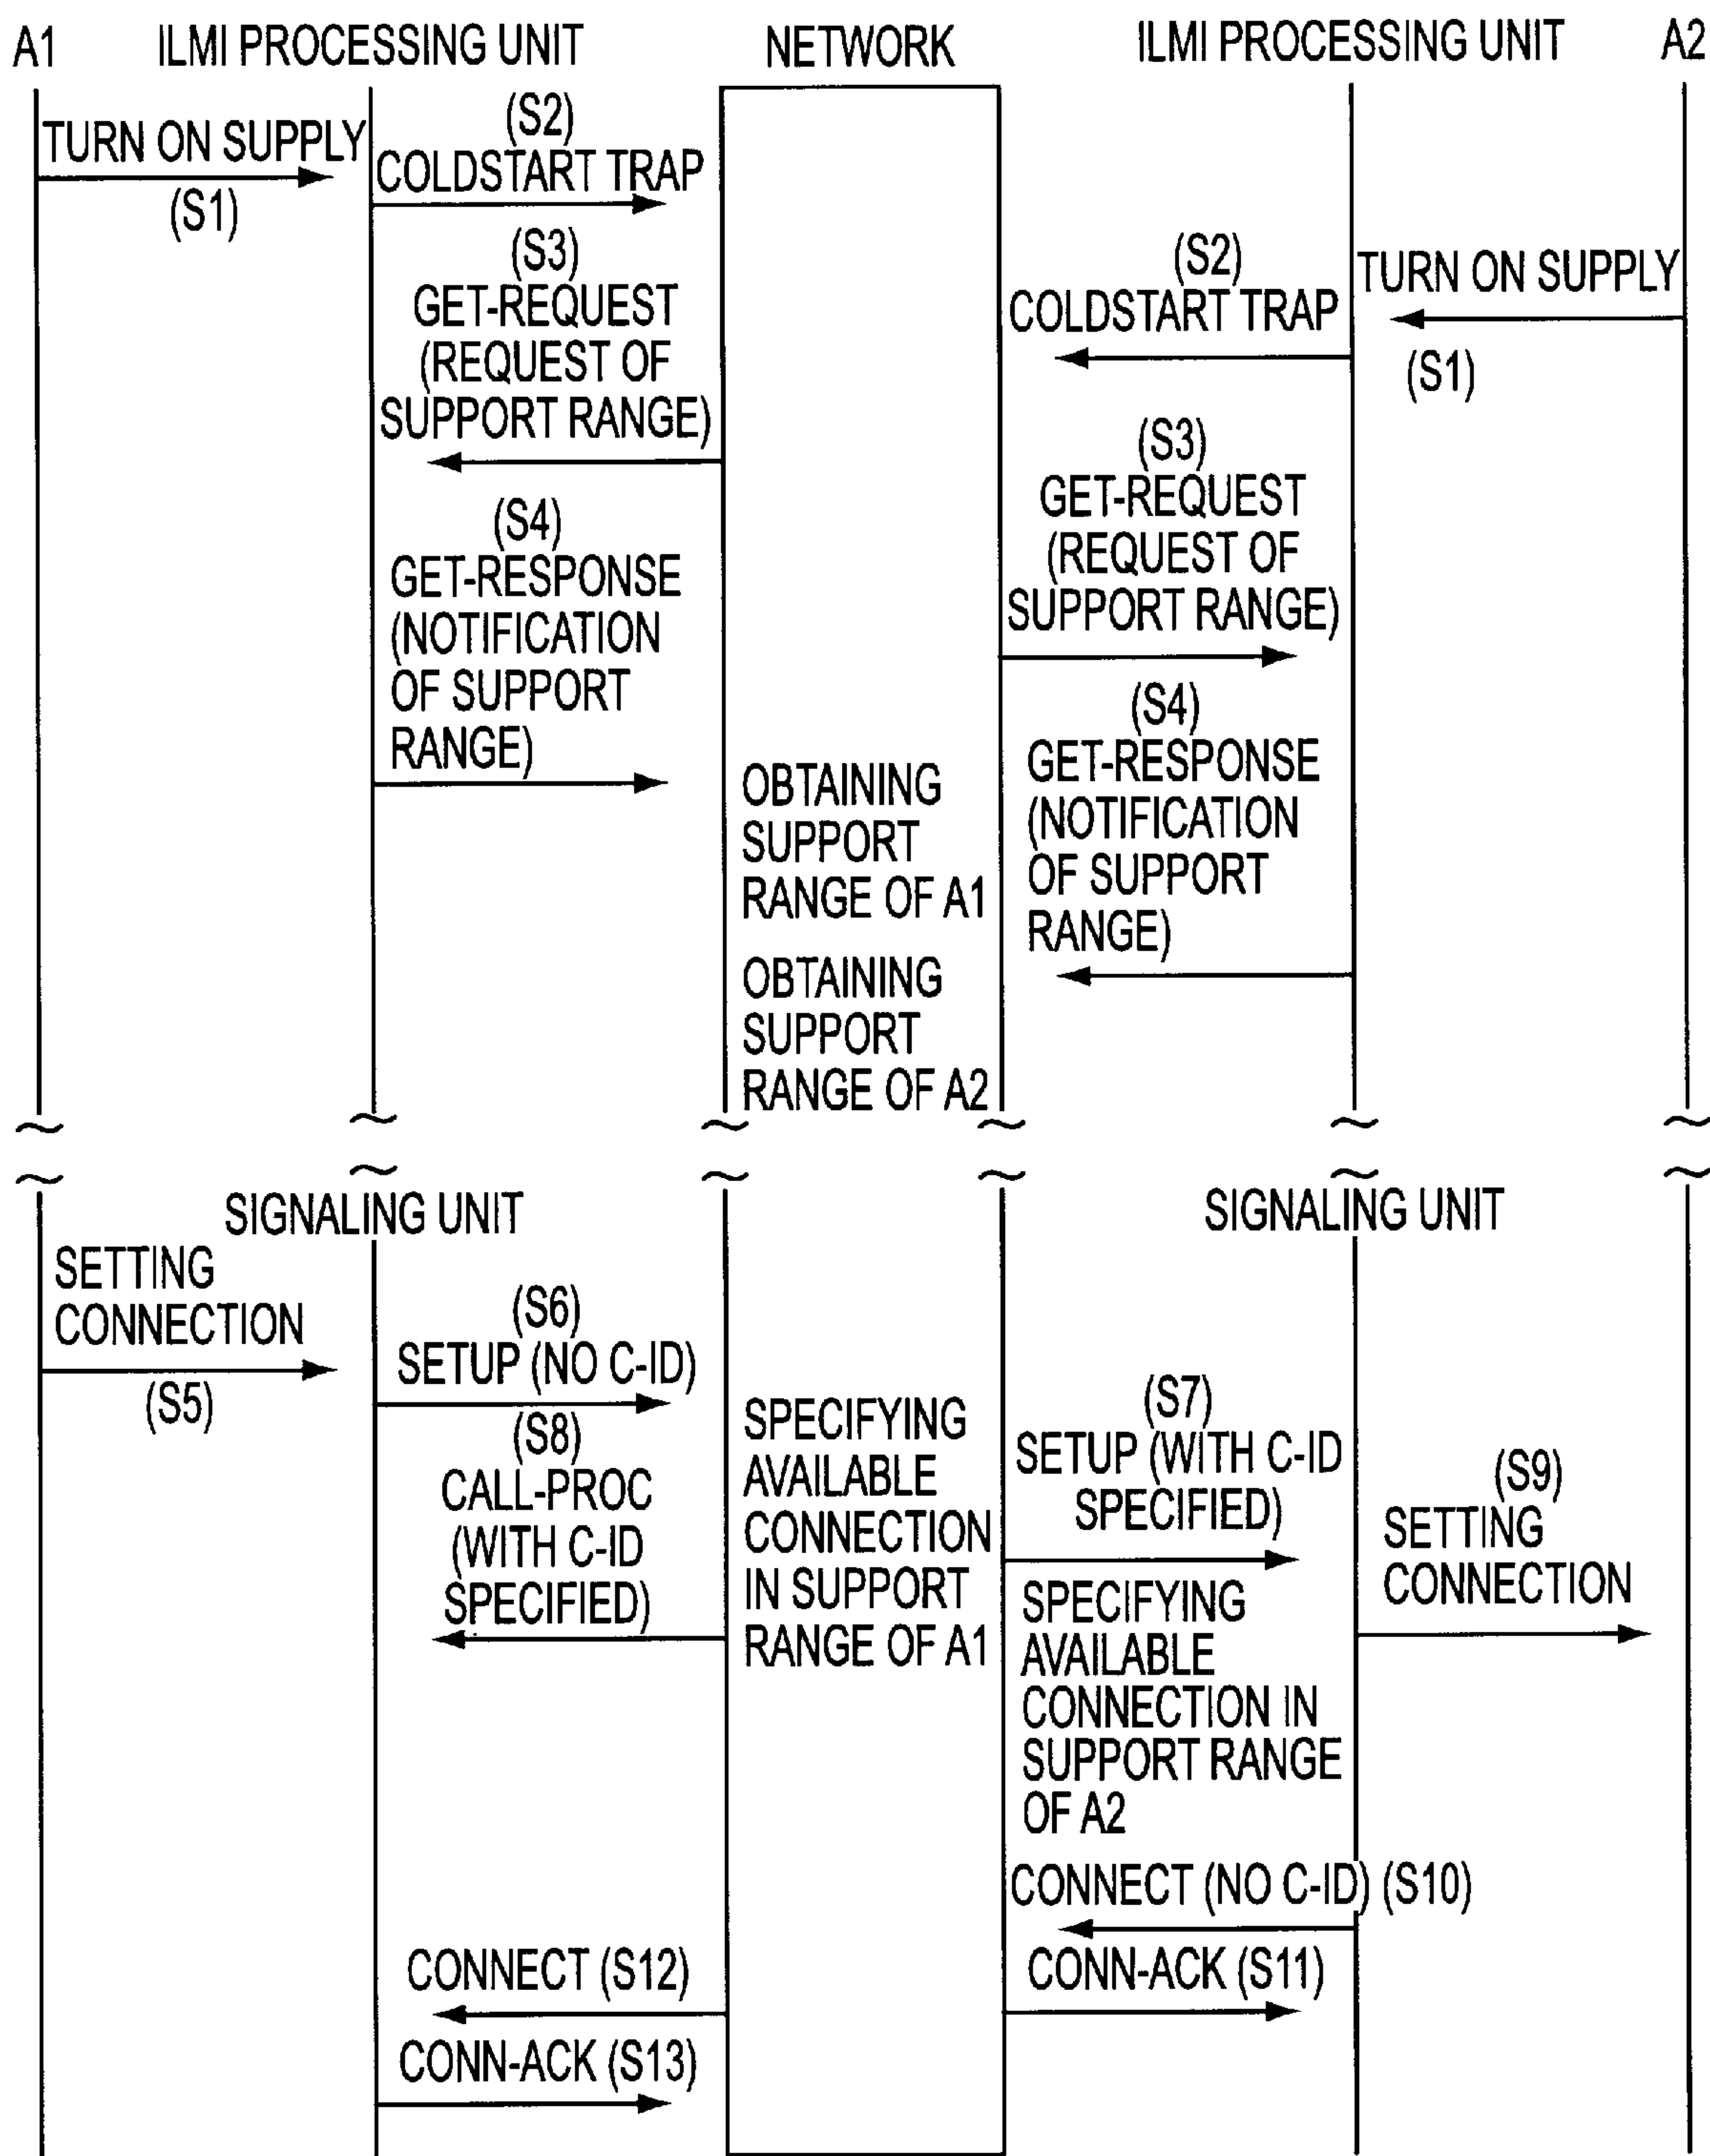 A1
ILMI PROCESSING UNIT
NETWORK
ILMI PROCESSING UNIT
A2
TURN ON SUPPLY
(S1)
(S2)
COLDSTART TRAP
(S3)
GET-REQUEST
(REQUEST OF
SUPPORT RANGE)
(S4)
GET-RESPONSE
(NOTIFICATION
OF SUPPORT
RANGE)
OBTAINING
SUPPORT
RANGE OF A1
OBTAINING
SUPPORT
RANGE OF A2
(S2)
COLDSTART TRAP
TURN ON SUPPLY
(S1)
(S3)
GET-REQUEST
(REQUEST OF
SUPPORT RANGE)
(S4)
GET-RESPONSE
(NOTIFICATION
OF SUPPORT
RANGE)
SIGNALING UNIT
SIGNALING UNIT
SETTING
CONNECTION
(S5)
(S6)
SETUP (NO C-ID)
(S8)
CALL-PROC
(WITH C-ID
SPECIFIED)
SPECIFYING
AVAILABLE
CONNECTION
IN SUPPORT
RANGE OF A1
(S7)
SETUP (WITH C-ID
SPECIFIED)
SPECIFYING
AVAILABLE
CONNECTION IN
SUPPORT RANGE
OF A2
(S9)
SETTING
CONNECTION
CONNECT (NO C-ID) (S10)
CONNECT (S12)
CONN-ACK (S11)
CONN-ACK (S13)